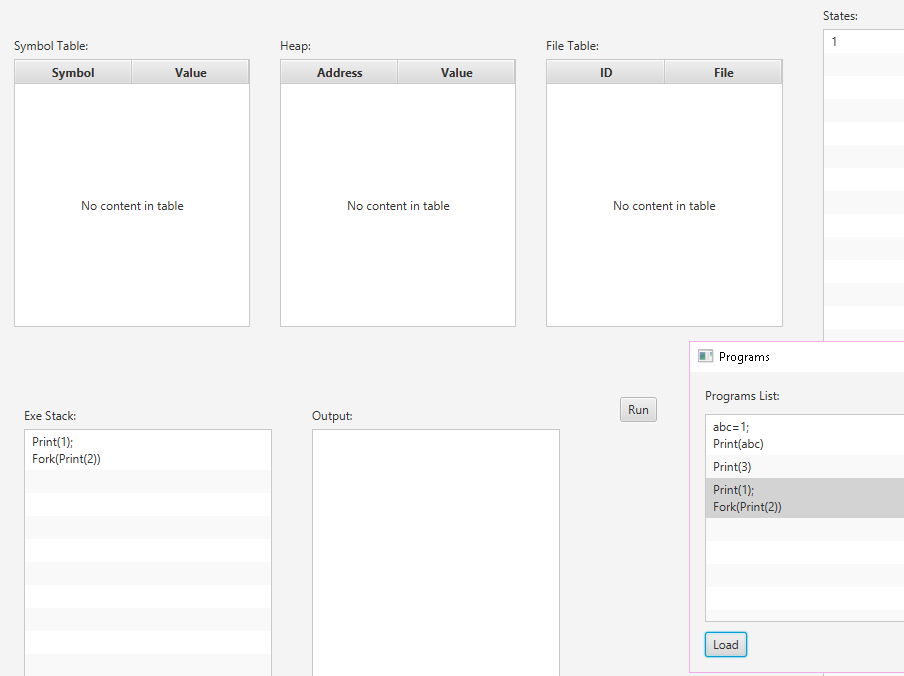 States:
1
Symbol Table:
Heap:
File Table:
Symbol Value
Address Value
ID File
No content in table
No content in table
No content in table
Programs
Programs List:
abc=1;
Print(abc)
Print(3)
Print(1);
Fork(Print(2))
Load
Run
Exe Stack:
Print(1);
Fork(Print(2))
Output: